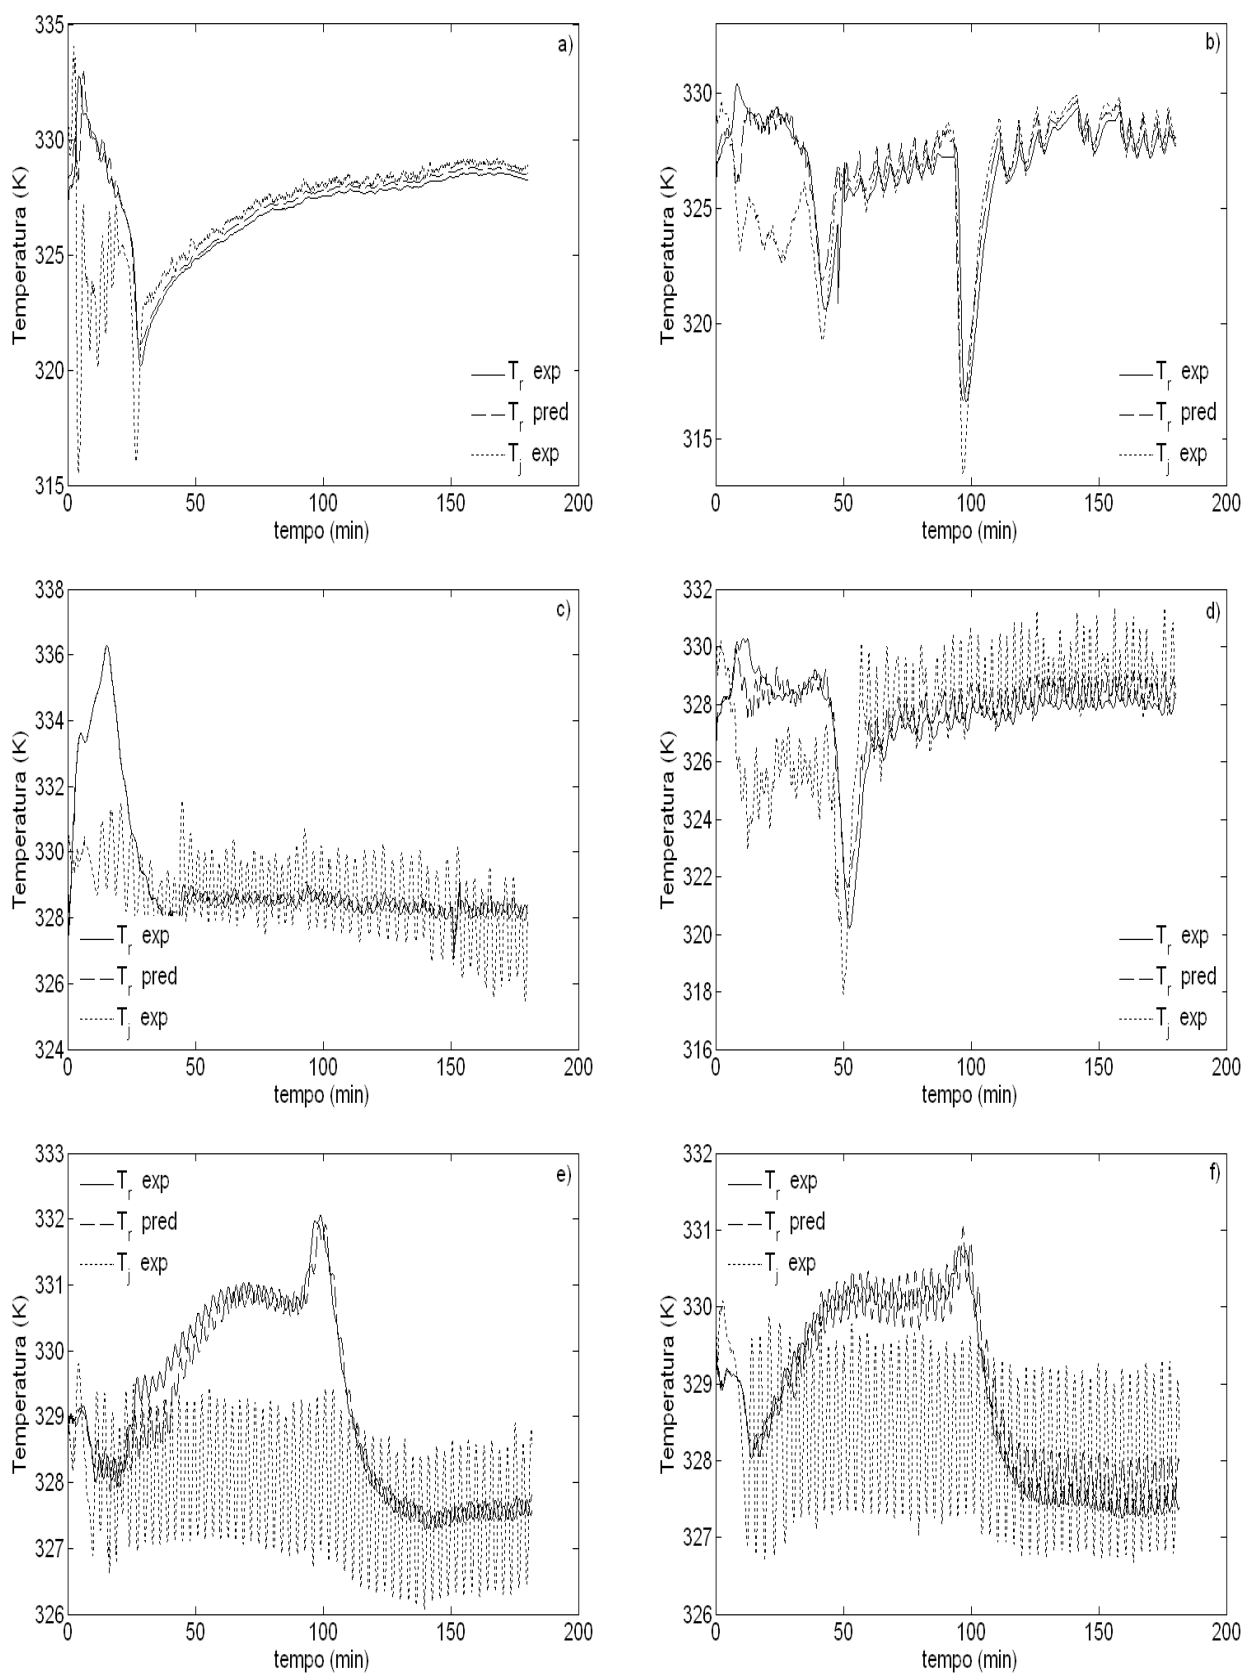 a)
335
330
325
320
315
Temperatura (K)
T_r exp
T_r pred
T_j exp
0 50 100 150 200
tempo (min)
b)
330
325
320
315
Temperatura (K)
T_r exp
T_r pred
T_j exp
0 50 100 150 200
tempo (min)
c)
338
336
334
332
330
328
326
324
Temperatura (K)
T_r exp
T_r pred
T_j exp
0 50 100 150 200
tempo (min)
d)
332
330
328
326
324
322
320
318
316
Temperatura (K)
T_r exp
T_r pred
T_j exp
0 50 100 150 200
tempo (min)
e)
333
332
331
330
329
328
327
326
Temperatura (K)
T_r exp
T_r pred
T_j exp
0 50 100 150 200
tempo (min)
f)
332
331
330
329
328
327
326
Temperatura (K)
T_r exp
T_r pred
T_j exp
0 50 100 150 200
tempo (min)